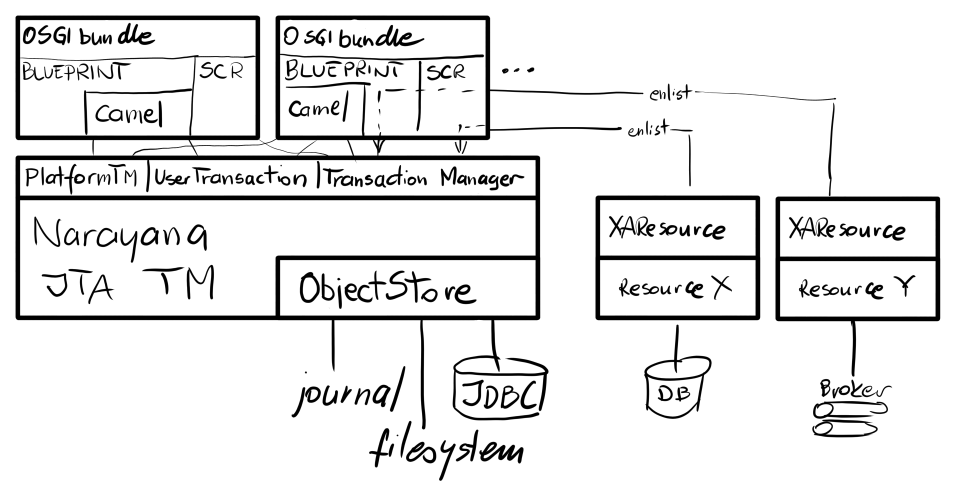 OSGI bundle
BLUEPRINT
SCR
Camel
OSGI bundle
BLUEPRINT
SCR
...
Camel
enlist
enlist
PlatformTM
UserTransaction
Transaction Manager
Narayana
JTA TM
ObjectStore
XAResource
Resource X
XAResource
Resource Y
journal
filesystem
JDBC
DB
Broker